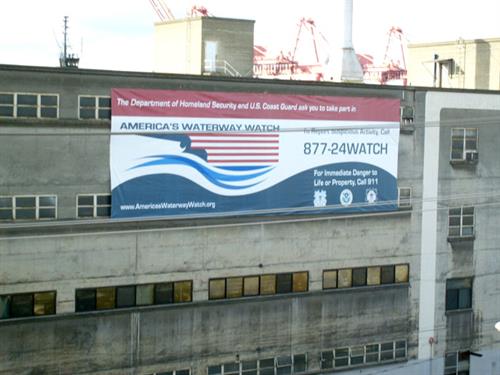 The Department of Homeland Security and U.S. Coast Guard ask you to take part in
AMERICA'S WATERWAY WATCH
To Report Suspicious Activity, Call
877-24WATCH
For Immediate Danger to
Life or Property, Call 911
www.AmericasWaterwayWatch.org